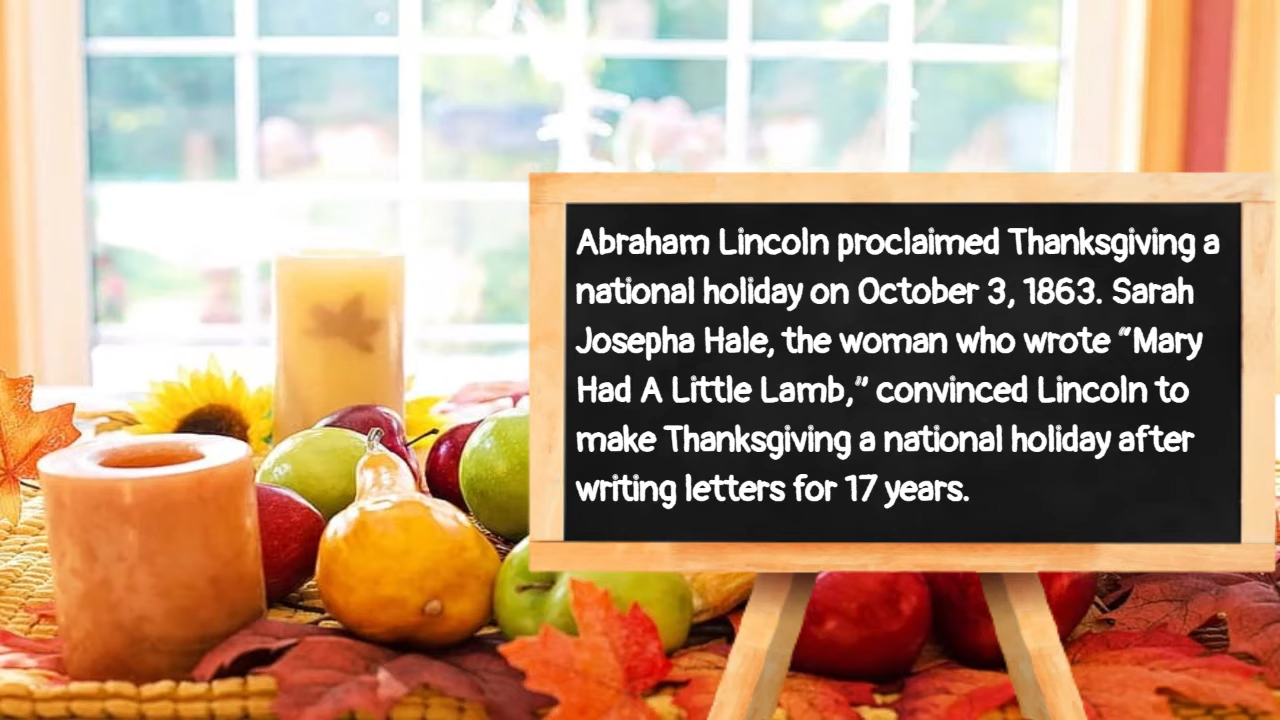 Abraham Lincoln proclaimed Thanksgiving a
national holiday on October 3, 1863. Sarah
Josepha Hale, the woman who wrote “Mary
Had A Little Lamb,” convinced Lincoln to
make Thanksgiving a national holiday after
writing letters for 17 years.